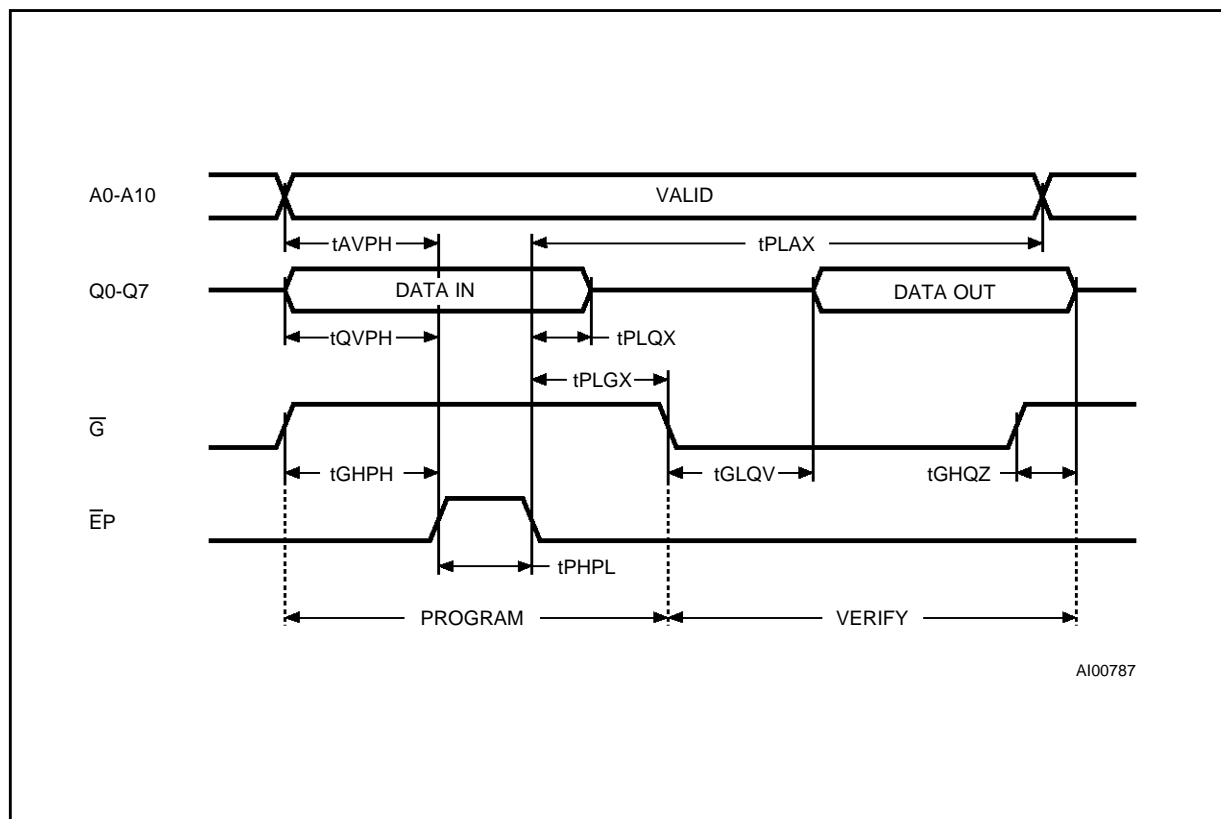 A0-A10
VALID
tAVPH
tPLAX
Q0-Q7
DATA IN
DATA OUT
tQVPH
tPLQX
tPLGX
G̅
tGHPH
tGLQV
tGHQZ
E̅P
tPHPL
PROGRAM
VERIFY
AI00787